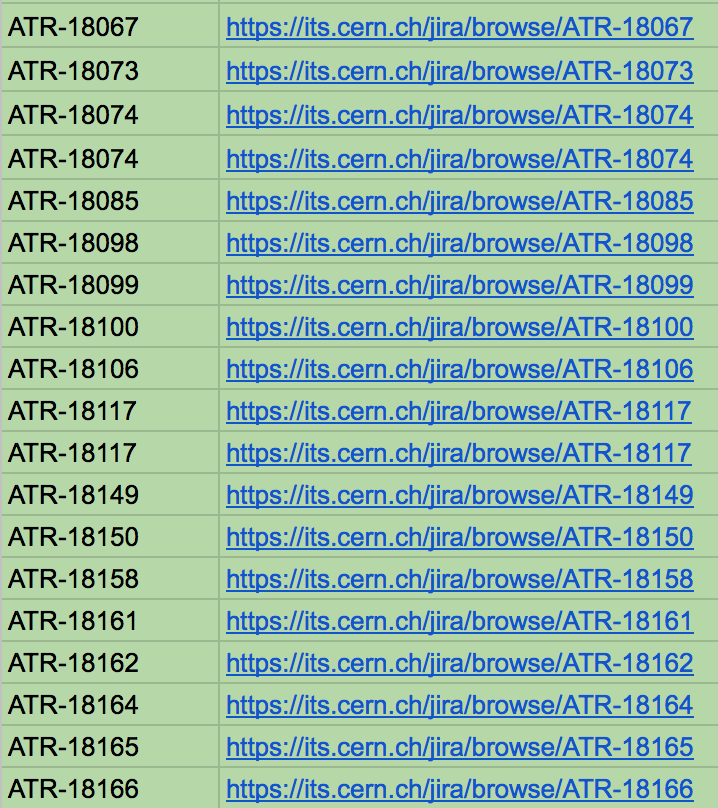 ATR-18067 https://its.cern.ch/jira/browse/ATR-18067
ATR-18073 https://its.cern.ch/jira/browse/ATR-18073
ATR-18074 https://its.cern.ch/jira/browse/ATR-18074
ATR-18074 https://its.cern.ch/jira/browse/ATR-18074
ATR-18085 https://its.cern.ch/jira/browse/ATR-18085
ATR-18098 https://its.cern.ch/jira/browse/ATR-18098
ATR-18099 https://its.cern.ch/jira/browse/ATR-18099
ATR-18100 https://its.cern.ch/jira/browse/ATR-18100
ATR-18106 https://its.cern.ch/jira/browse/ATR-18106
ATR-18117 https://its.cern.ch/jira/browse/ATR-18117
ATR-18117 https://its.cern.ch/jira/browse/ATR-18117
ATR-18149 https://its.cern.ch/jira/browse/ATR-18149
ATR-18150 https://its.cern.ch/jira/browse/ATR-18150
ATR-18158 https://its.cern.ch/jira/browse/ATR-18158
ATR-18161 https://its.cern.ch/jira/browse/ATR-18161
ATR-18162 https://its.cern.ch/jira/browse/ATR-18162
ATR-18164 https://its.cern.ch/jira/browse/ATR-18164
ATR-18165 https://its.cern.ch/jira/browse/ATR-18165
ATR-18166 https://its.cern.ch/jira/browse/ATR-18166